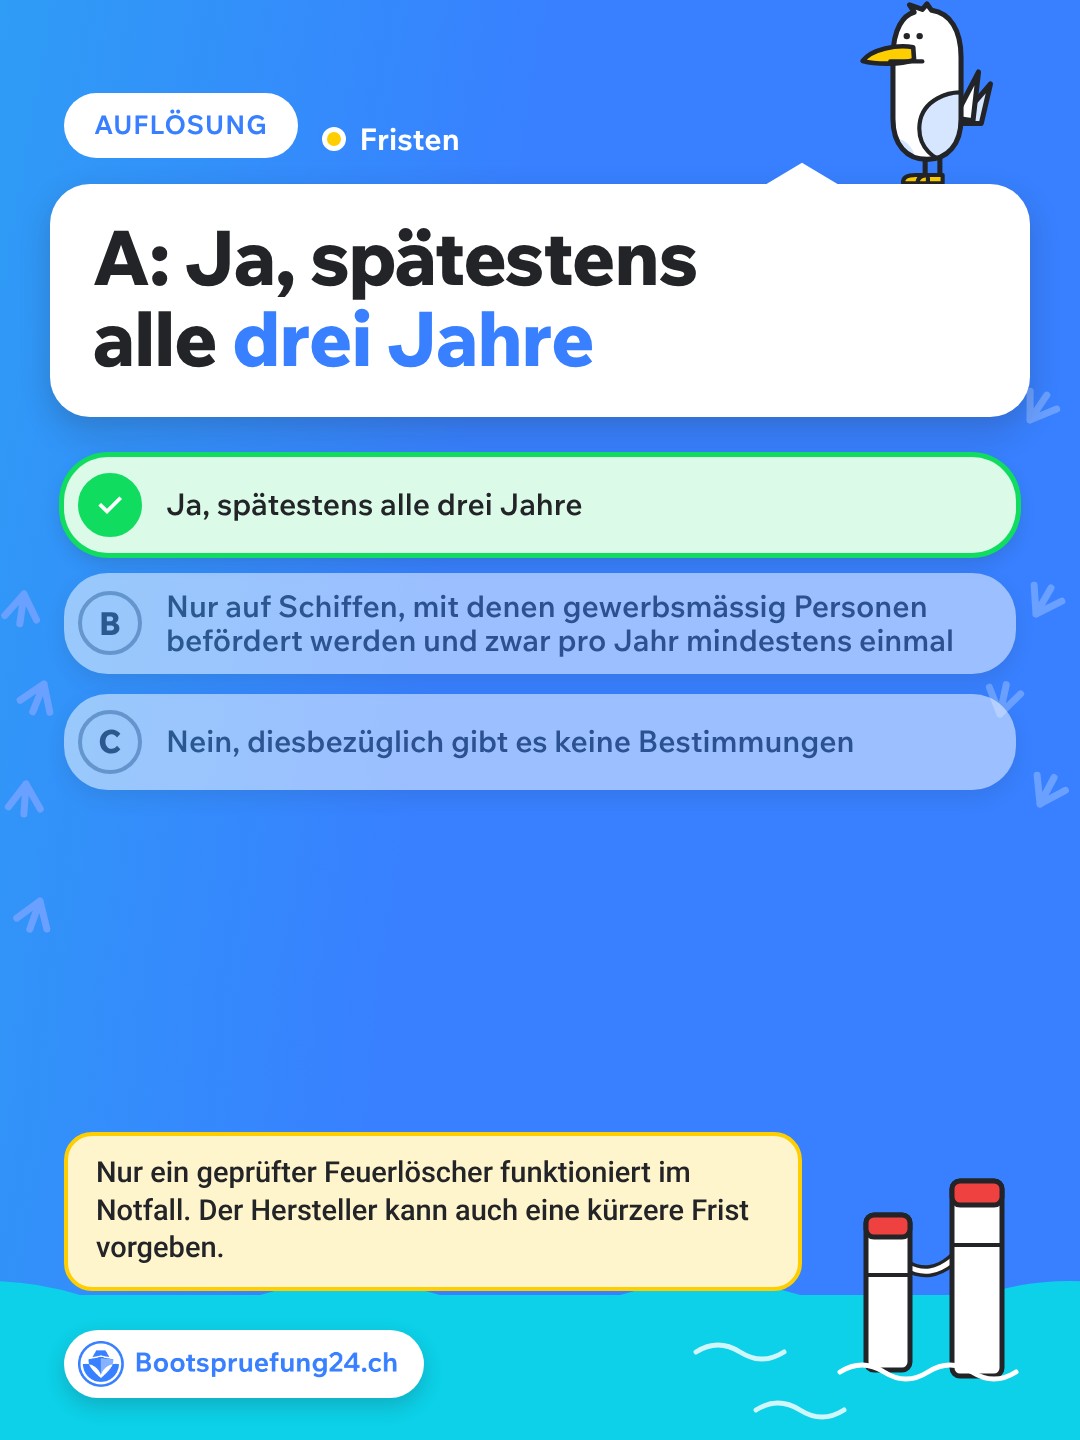 AUFLÖSUNG
Fristen
A: Ja, spätestens
alle drei Jahre
Ja, spätestens alle drei Jahre
B
Nur auf Schiffen, mit denen gewerbsmässig Personen
befördert werden und zwar pro Jahr mindestens einmal
C
Nein, diesbezüglich gibt es keine Bestimmungen
Nur ein geprüfter Feuerlöscher funktioniert im
Notfall. Der Hersteller kann auch eine kürzere Frist
vorgeben.
Bootspruefung24.ch